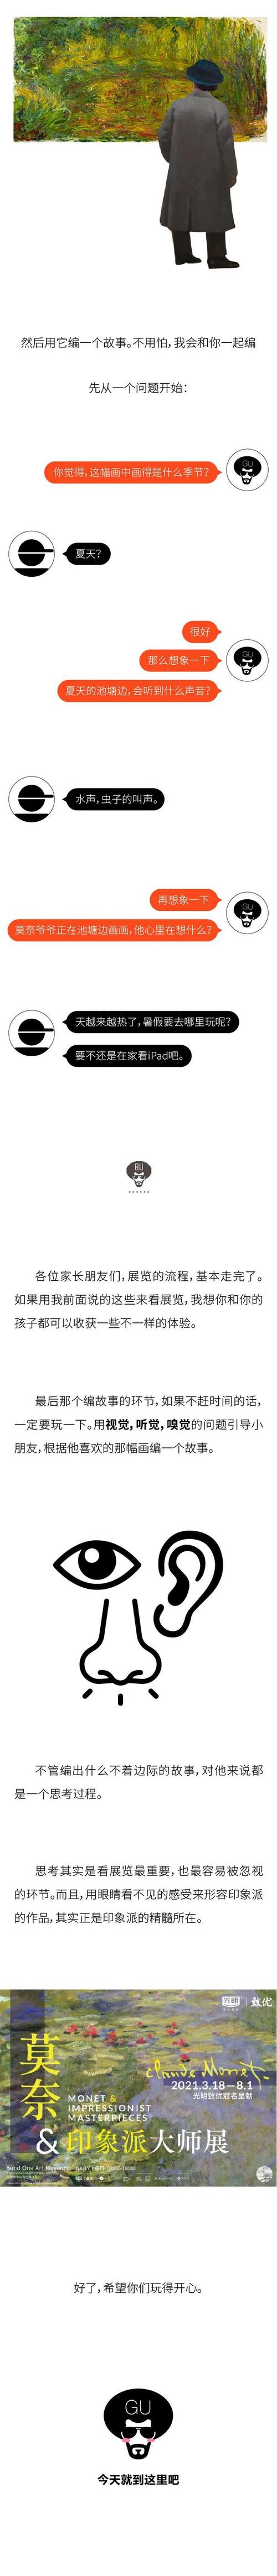 然后用它编一个故事。不用怕，我会和你一起编
先从一个问题开始：
你觉得，这幅画中画得是什么季节？
GU
夏天？
很好
那么想象一下
GU
夏天的池塘边，会听到什么声音？
水声，虫子的叫声。
再想象一下
GU
莫奈爷爷正在池塘边画画，他心里在想什么？
天越来越热了，暑假要去哪里玩呢？
要不还是在家看iPad吧。
BU
......
各位家长朋友们，展览的流程，基本走完了。
如果用我前面说的这些来看展览，我想你和你的
孩子都可以收获一些不一样的体验。
最后那个编故事的环节，如果不赶时间的话，
一定要玩一下。用视觉，听觉，嗅觉的问题引导小
朋友，根据他喜欢的那幅画编一个故事。
不管编出什么不着边际的故事，对他来说都
是一个思考过程。
思考其实是看展览最重要，也最容易被忽视
的环节。而且，用眼睛看不见的感受来形容印象派
的作品，其实正是印象派的精髓所在。
光明 致优
莫奈
Claude Monet
2021.3.18—8.1
光明致优冠名呈献
MONET &
IMPRESSIONIST
MASTERPIECES
&印象派大师展
好了，希望你们玩得开心。
GU
今天就到这里吧